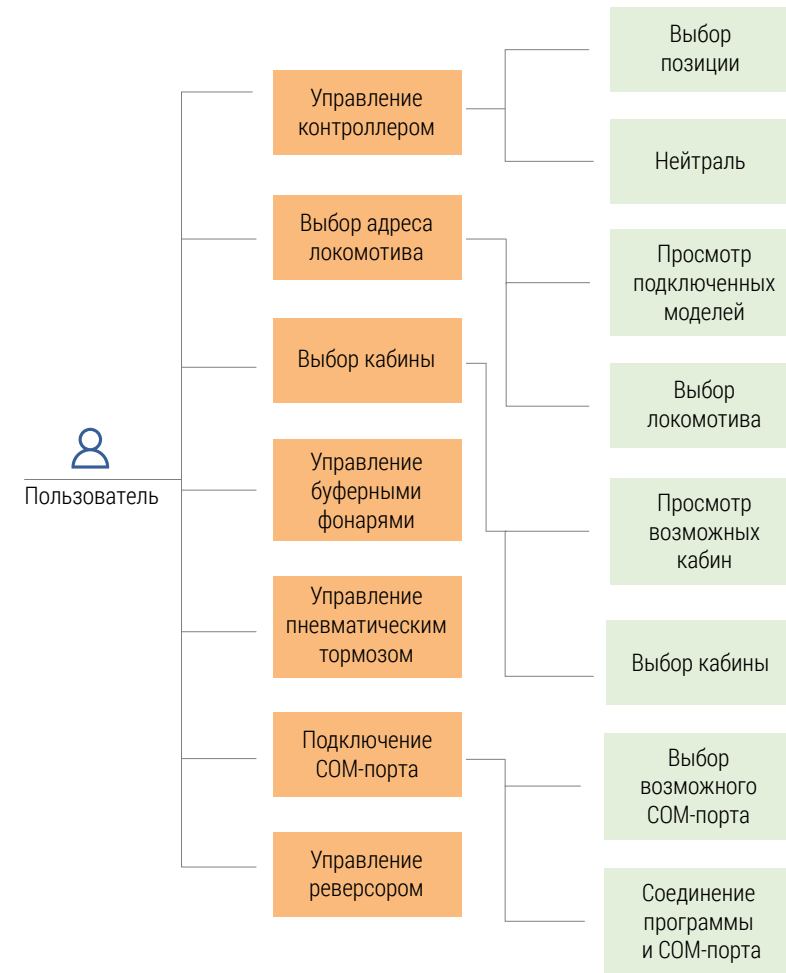 Пользователь
Управление
контроллером
Выбор адреса
локомотива
Выбор кабины
Управление
буферными
фонарями
Управление
пневматическим
тормозом
Подключение
COM-порта
Управление
реверсором
Выбор
позиции
Нейтраль
Просмотр
подключенных
моделей
Выбор
локомотива
Просмотр
возможных
кабин
Выбор кабины
Выбор
возможного
COM-порта
Соединение
программы
и COM-порта